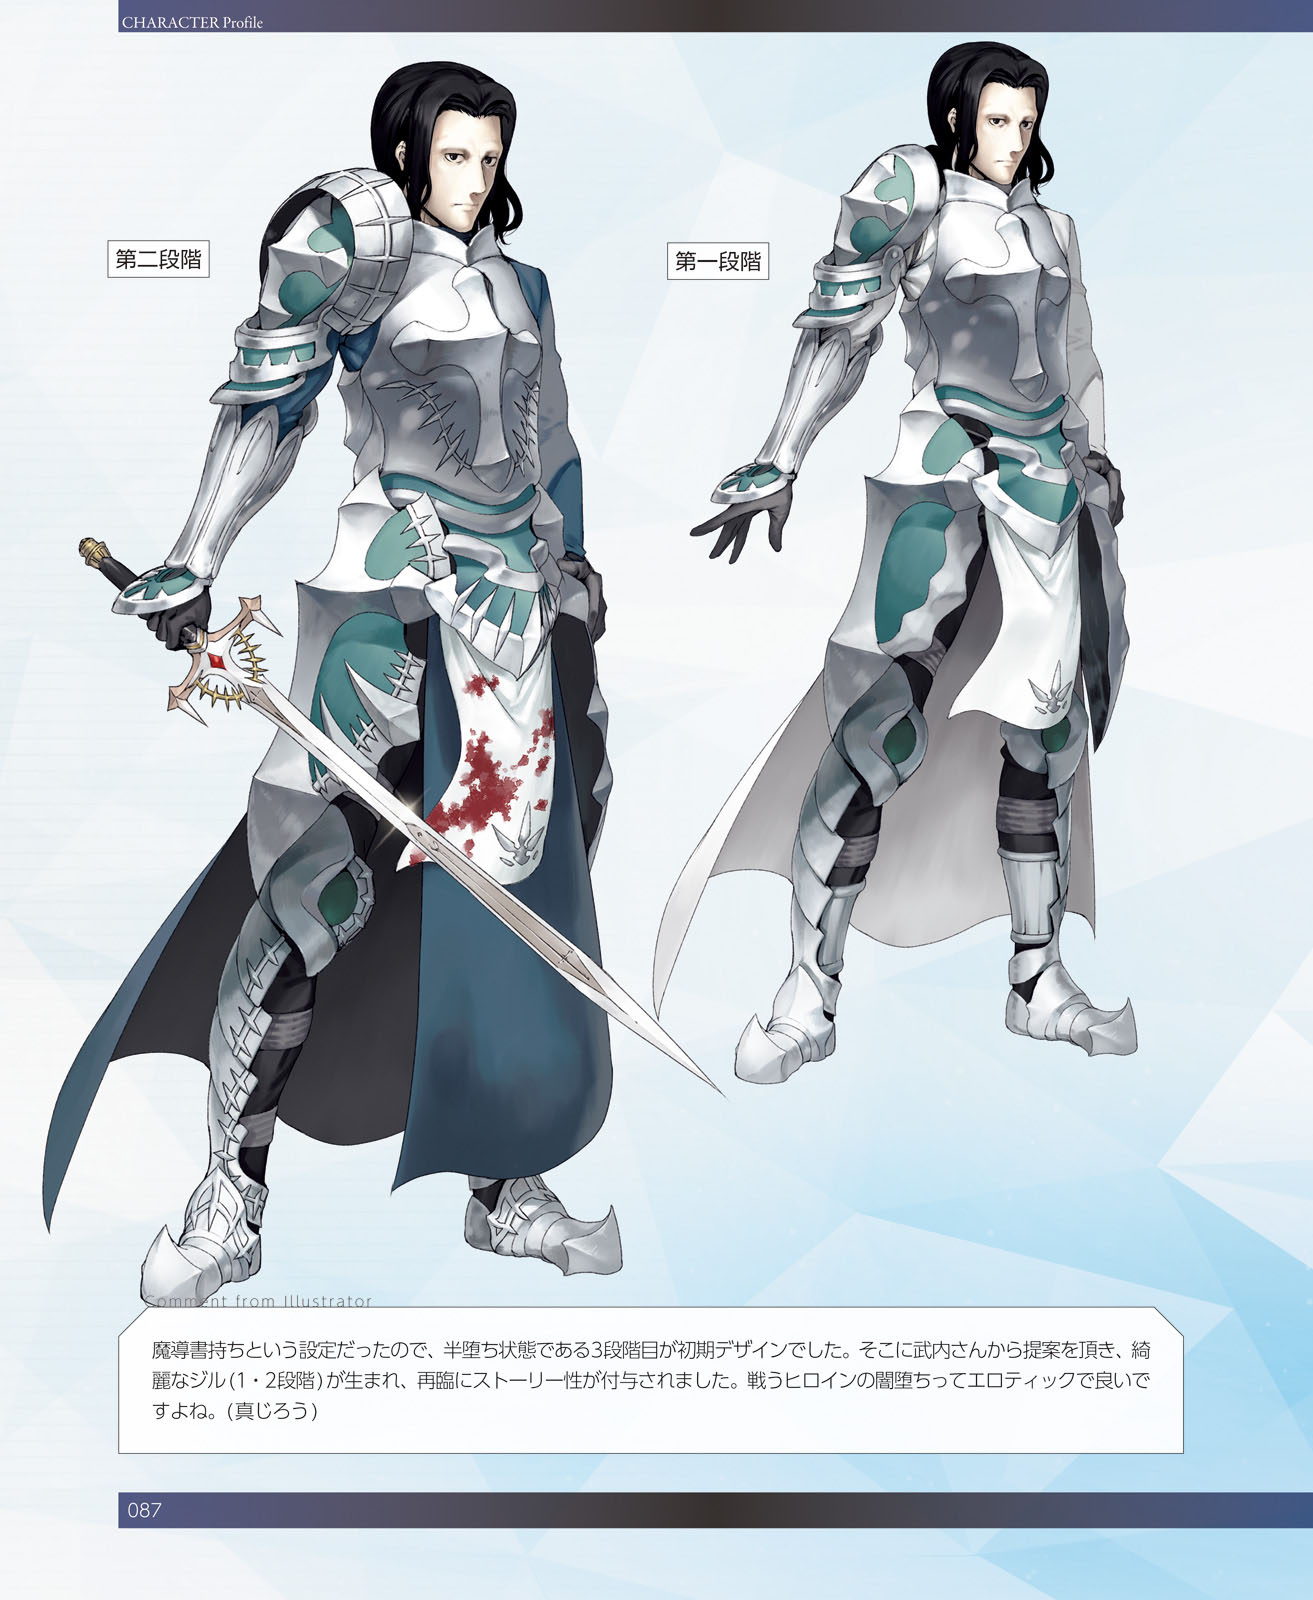 CHARACTER Profile
第二段階
第一段階
Comment from Illustrator
魔導書持ちという設定だったので、半堕ち状態である3段階目が初期デザインでした。そこに武内さんから提案を頂き、綺
麗なジル(1・2段階)が生まれ、再臨にストーリー性が付与されました。戦うヒロインの闇堕ちってエロティックで良いで
すよね。(真じろう)
087